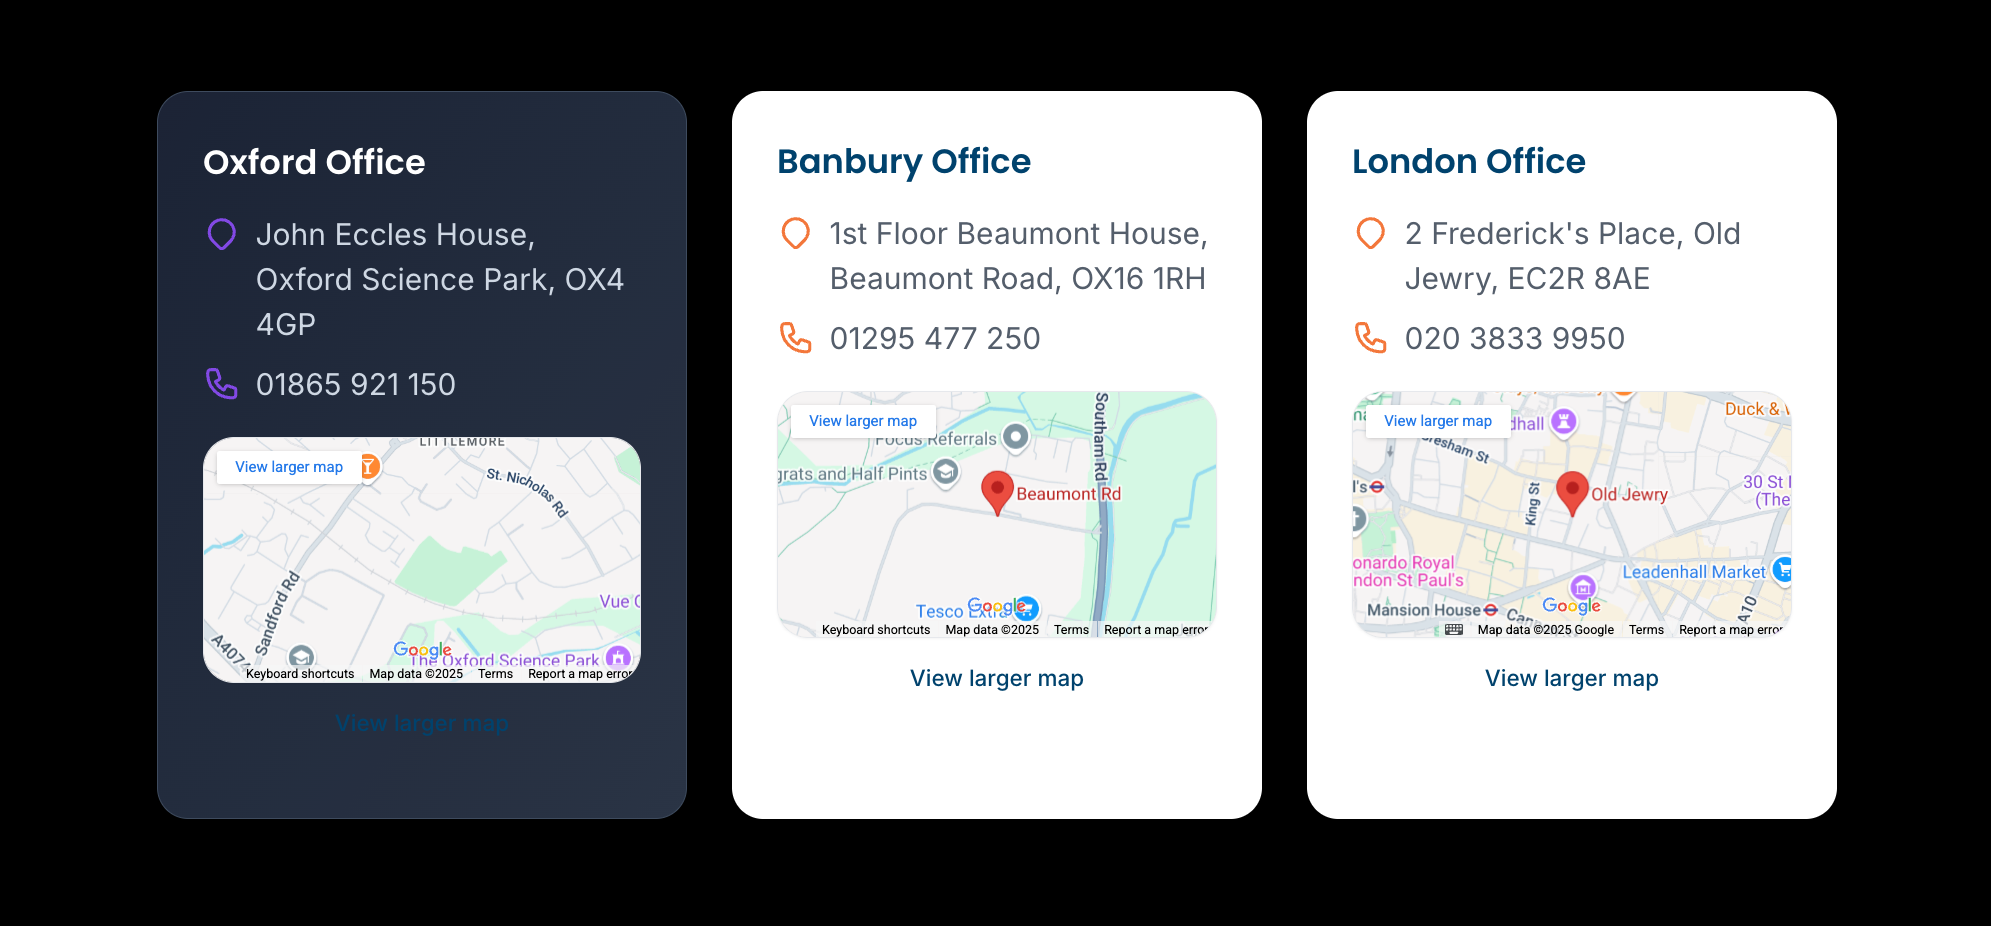 Oxford Office
John Eccles House,
Oxford Science Park, OX4
4GP
01865 921 150
LITTLEMORE
View larger map
St. Nicholas Rd
Sandford Rd
Vue
A4074
Google
The Oxford Science Park
Keyboard shortcuts Map data ©2025 Terms Report a map error
View larger map
Banbury Office
1st Floor Beaumont House,
Beaumont Road, OX16 1RH
01295 477 250
View larger map
Southam Rd
Focus Referrals
grats and Half Pints
Beaumont Rd
Tesco Extra
Google
Keyboard shortcuts Map data ©2025 Terms Report a map error
View larger map
London Office
2 Frederick's Place, Old
Jewry, EC2R 8AE
020 3833 9950
View larger map
Duck &
dhall
resham St
30 St
(The
l's
King St
Old Jewry
onardo Royal
ndon St Paul's
Leadenhall Market
Mansion House
Google
A10
Map data ©2025 Google Terms Report a map error
View larger map